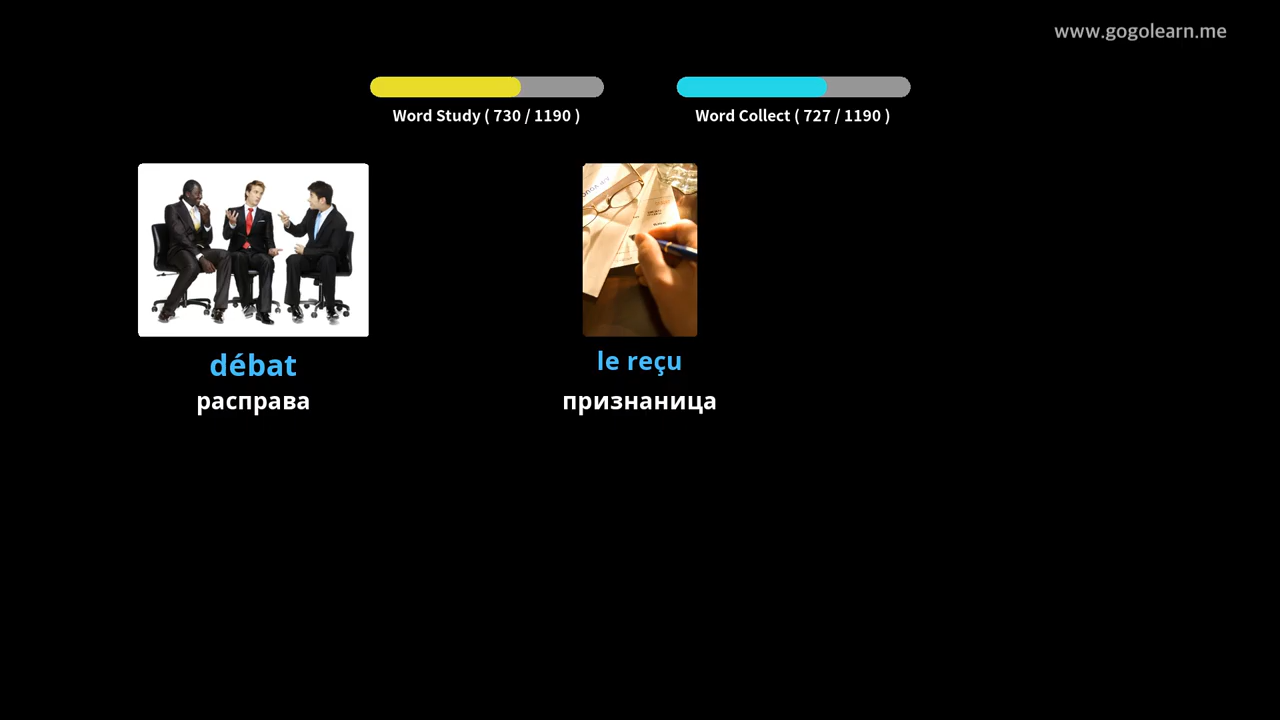 www.gogolearn.me
Word Study ( 730 / 1190 )
Word Collect ( 727 / 1190 )
débat
расправа
le reçu
признаница